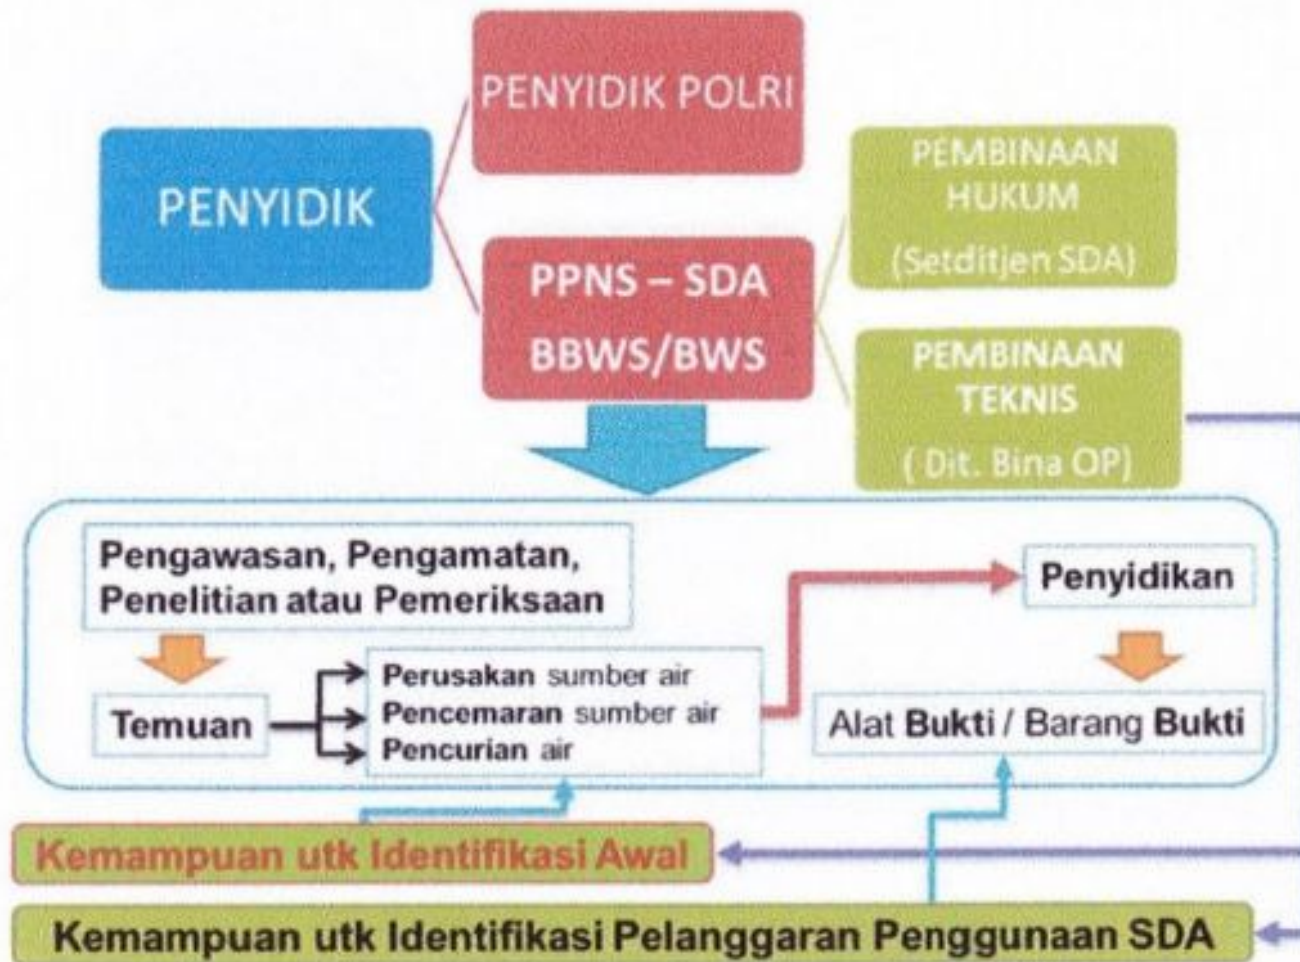 PENYIDIK
PENYIDIK POLRI
PPNS – SDA
BBWS/BWS
PEMBINAAN
HUKUM
(Setditjen SDA)
PEMBINAAN
TEKNIS
( Dit. Bina OP)
Pengawasan, Pengamatan,
Penelitian atau Pemeriksaan
Temuan
Perusakan sumber air
Pencemaran sumber air
Pencurian air
Penyidikan
Alat Bukti / Barang Bukti
Kemampuan utk Identifikasi Awal
Kemampuan utk Identifikasi Pelanggaran Penggunaan SDA